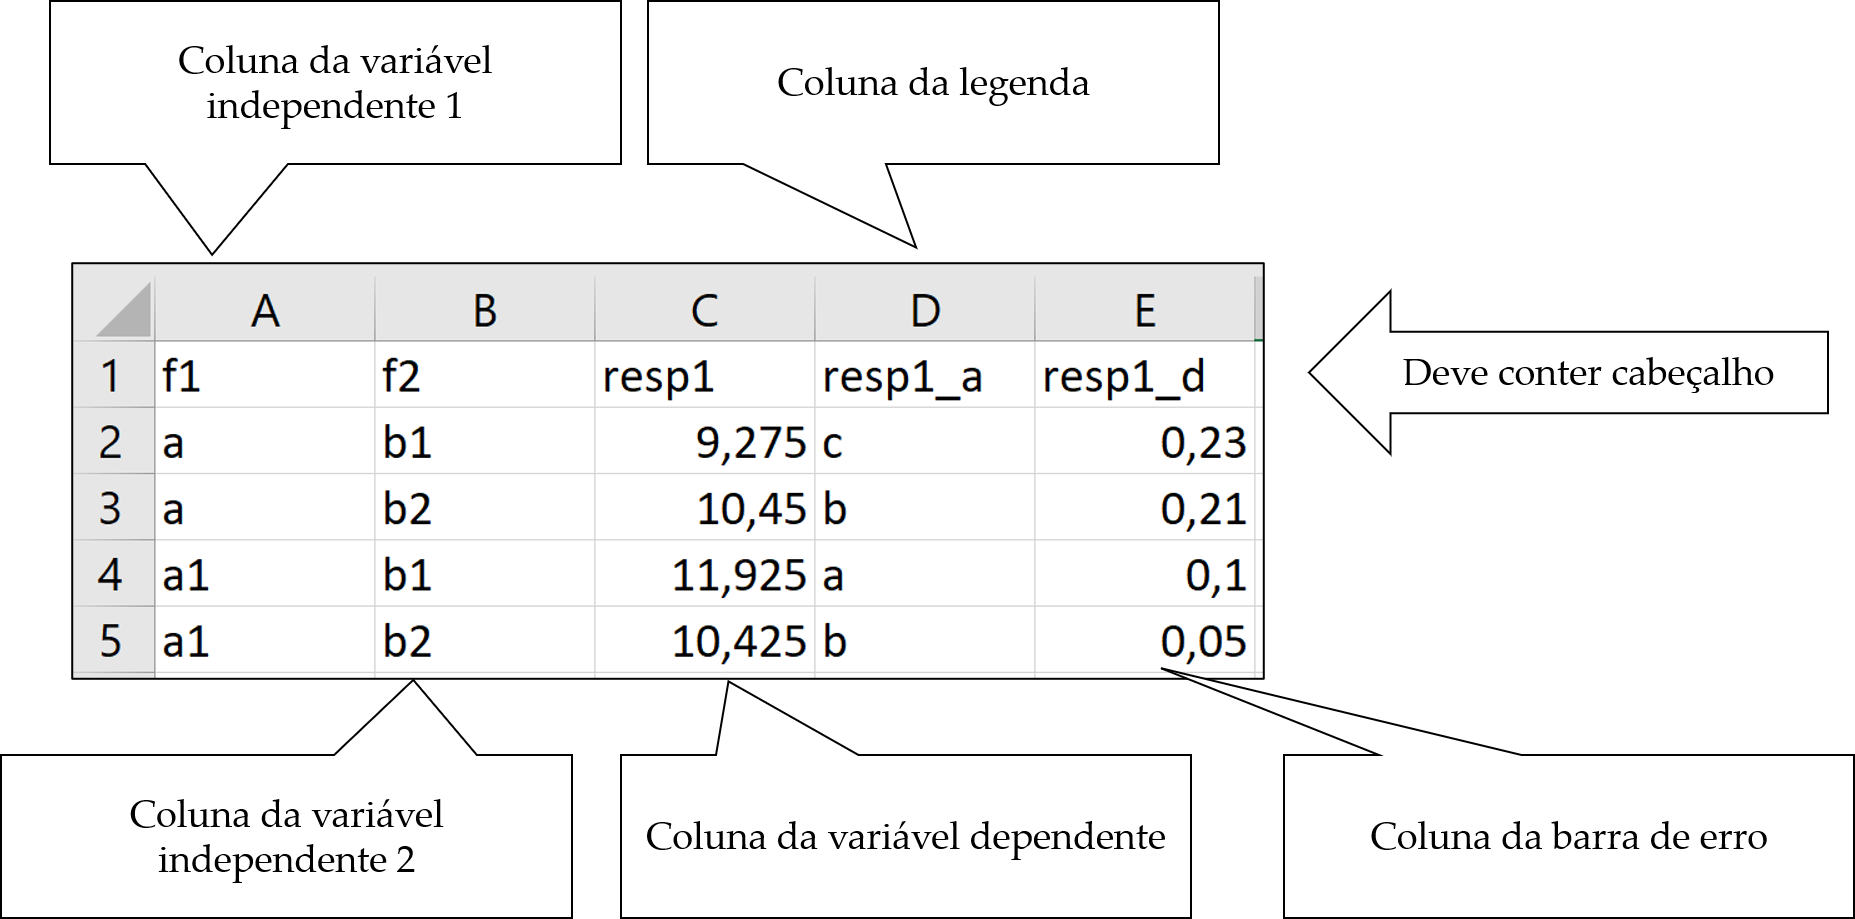 Coluna da variável
independente 1
Coluna da legenda
A B C D E
1 f1 f2 resp1 resp1_a resp1_d
2 a b1 9,275 c 0,23
3 a b2 10,45 b 0,21
4 a1 b1 11,925 a 0,1
5 a1 b2 10,425 b 0,05
Deve conter cabeçalho
Coluna da variável
independente 2
Coluna da variável dependente
Coluna da barra de erro